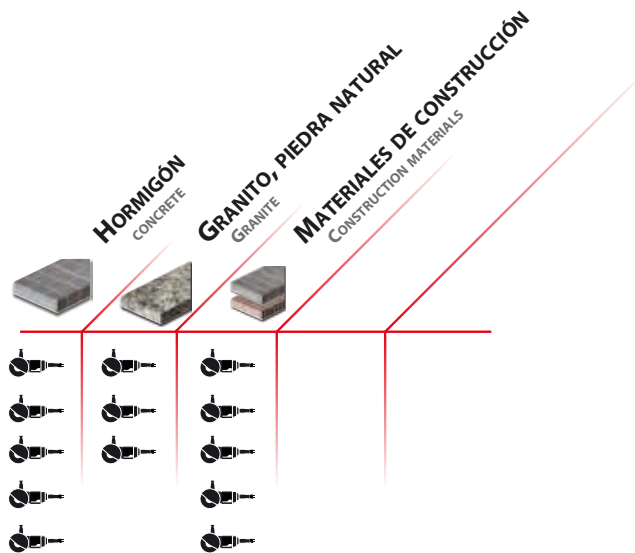 HORMIGÓN
CONCRETE
GRANITO, PIEDRA NATURAL
GRANITE
MATERIALES DE CONSTRUCCIÓN
CONSTRUCTION MATERIALS